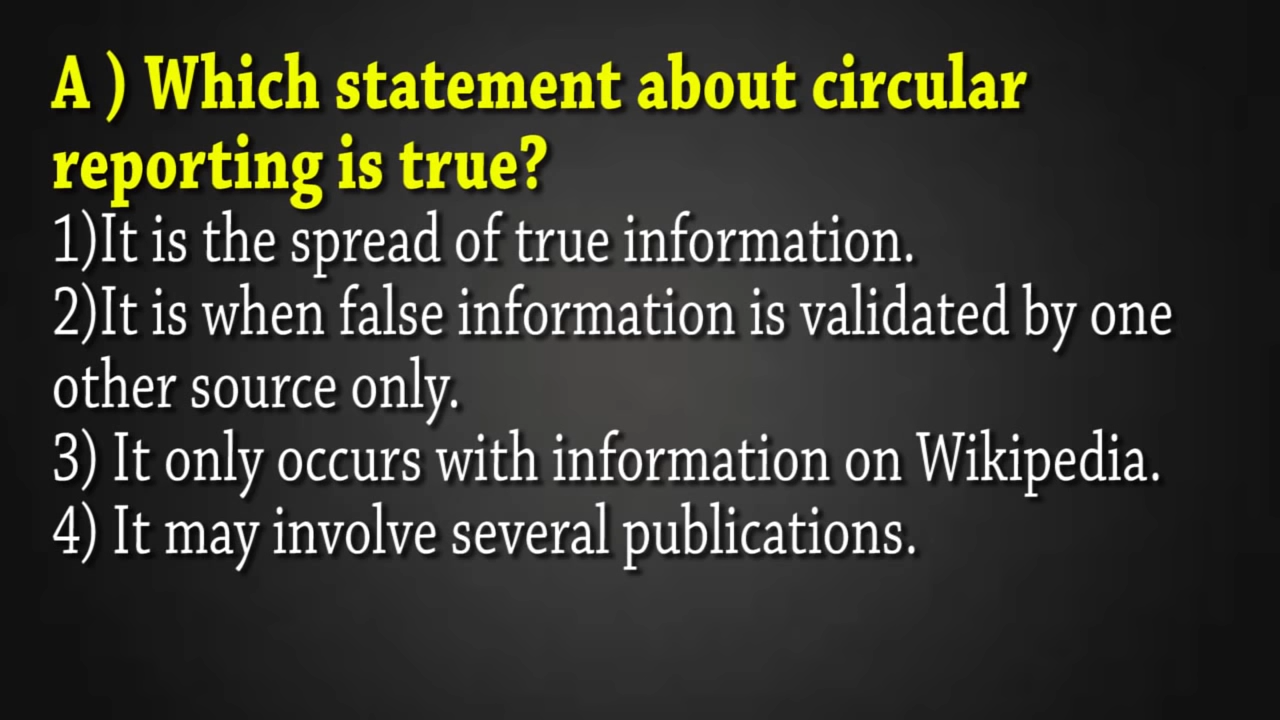 A ) Which statement about circular
reporting is true?
1)It is the spread of true information.
2)It is when false information is validated by one
other source only.
3) It only occurs with information on Wikipedia.
4) It may involve several publications.